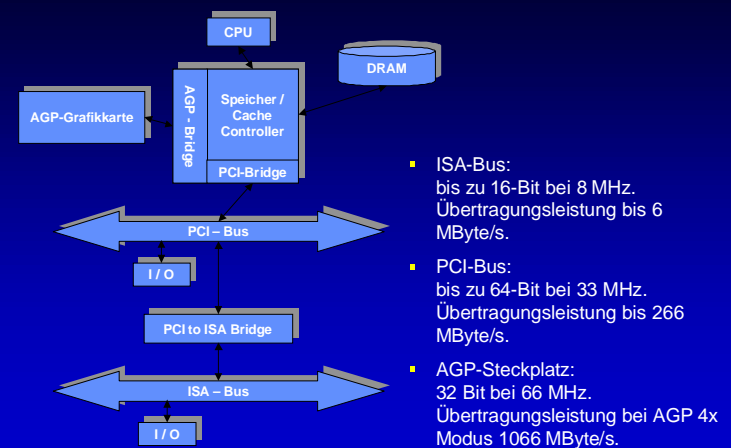 CPU
DRAM
AGP-Grafikkarte
AGP - Bridge
Speicher /
Cache
Controller
PCI-Bridge
PCI – Bus
I / O
PCI to ISA Bridge
ISA – Bus
I / O
ISA-Bus:
bis zu 16-Bit bei 8 MHz.
Übertragungsleistung bis 6
MByte/s.
PCI-Bus:
bis zu 64-Bit bei 33 MHz.
Übertragungsleistung bis 266
MByte/s.
AGP-Steckplatz:
32 Bit bei 66 MHz.
Übertragungsleistung bei AGP 4x
Modus 1066 MByte/s.